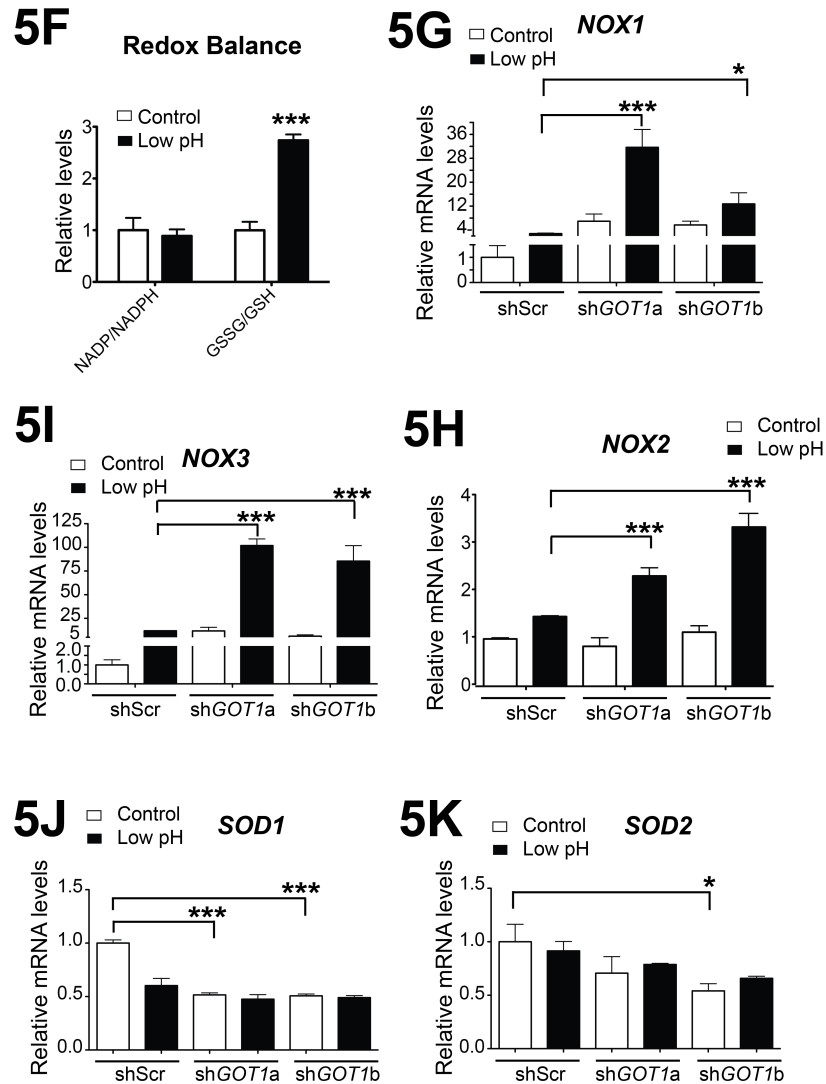 5F
Redox Balance
Control
Low pH
***
Relative levels
3
2
1
0
NADP/NADPH
GSSG/GSH
5G
NOX1
Control
Low pH
*
***
Relative mRNA levels
36
28
20
12
4
1
0
shScr
shGOT1a
shGOT1b
5I
NOX3
Control
Low pH
***
***
Relative mRNA levels
125
100
75
50
25
5
2.0
1.0
0.0
shScr
shGOT1a
shGOT1b
5H
NOX2
Control
Low pH
***
***
Relative mRNA levels
4
3
2
1
0
shScr
shGOT1a
shGOT1b
5J
SOD1
Control
Low pH
***
***
Relative mRNA levels
1.5
1.0
0.5
0.0
shScr
shGOT1a
shGOT1b
5K
SOD2
Control
Low pH
*
Relative mRNA levels
1.5
1.0
0.5
0.0
shScr
shGOT1a
shGOT1b